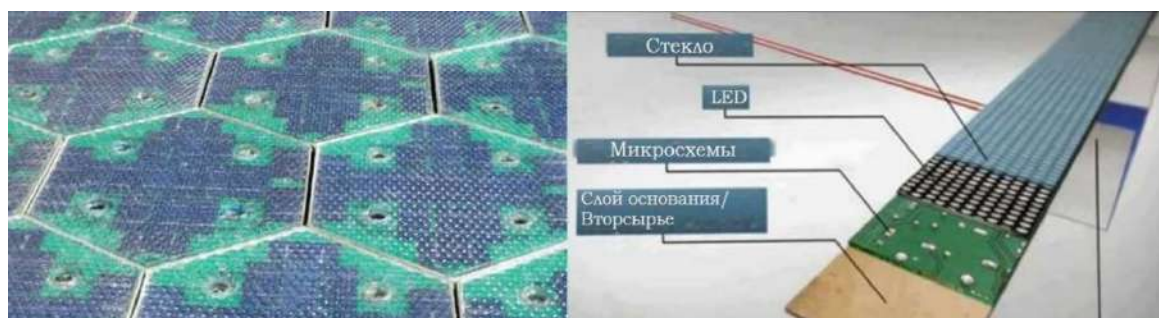 Стекло
LED
Микросхемы
Слой основания/
Вторсырье